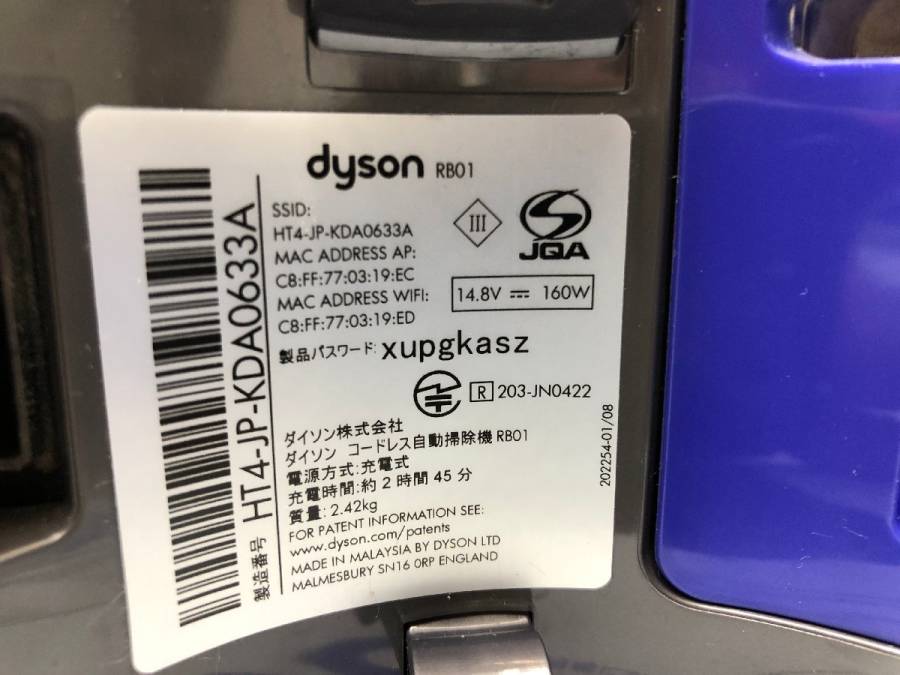 dyson RB01
SSID:
HT4-JP-KDA0633A
MAC ADDRESS AP:
C8:FF:77:03:19:EC
MAC ADDRESS WIFI:
C8:FF:77:03:19:ED
製品パスワード: xupgkasz
III
JQA
14.8V 160W
R 203-JN0422
ダイソン株式会社
ダイソン コードレス自動掃除機 RB01
電源方式:充電式
充電時間:約2時間45分
質量:2.42kg
FOR PATENT INFORMATION SEE:
www.dyson.com/patents
MADE IN MALAYSIA BY DYSON LTD
MALMESBURY SN16 0RP ENGLAND
製造番号 HT4-JP-KDA0633A
202254-01/08